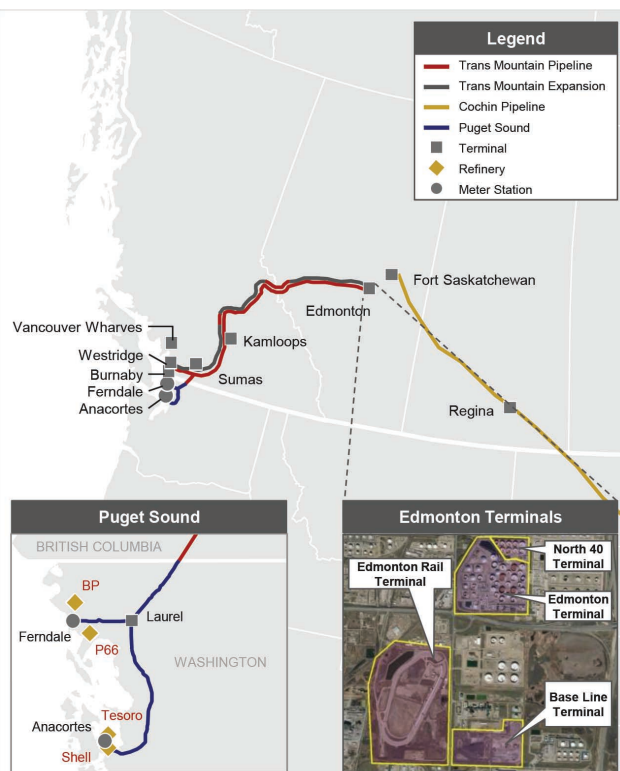 Legend
Trans Mountain Pipeline
Trans Mountain Expansion
Cochin Pipeline
Puget Sound
Terminal
Refinery
Meter Station
Fort Saskatchewan
Edmonton
Vancouver Wharves
Kamloops
Westridge
Sumas
Burnaby
Ferndale
Anacortes
Regina
Puget Sound
BRITISH COLUMBIA
BP
Laurel
Ferndale
P66
WASHINGTON
Tesoro
Anacortes
Shell
Edmonton Terminals
North 40
Terminal
Edmonton Rail
Terminal
Edmonton
Terminal
Base Line
Terminal